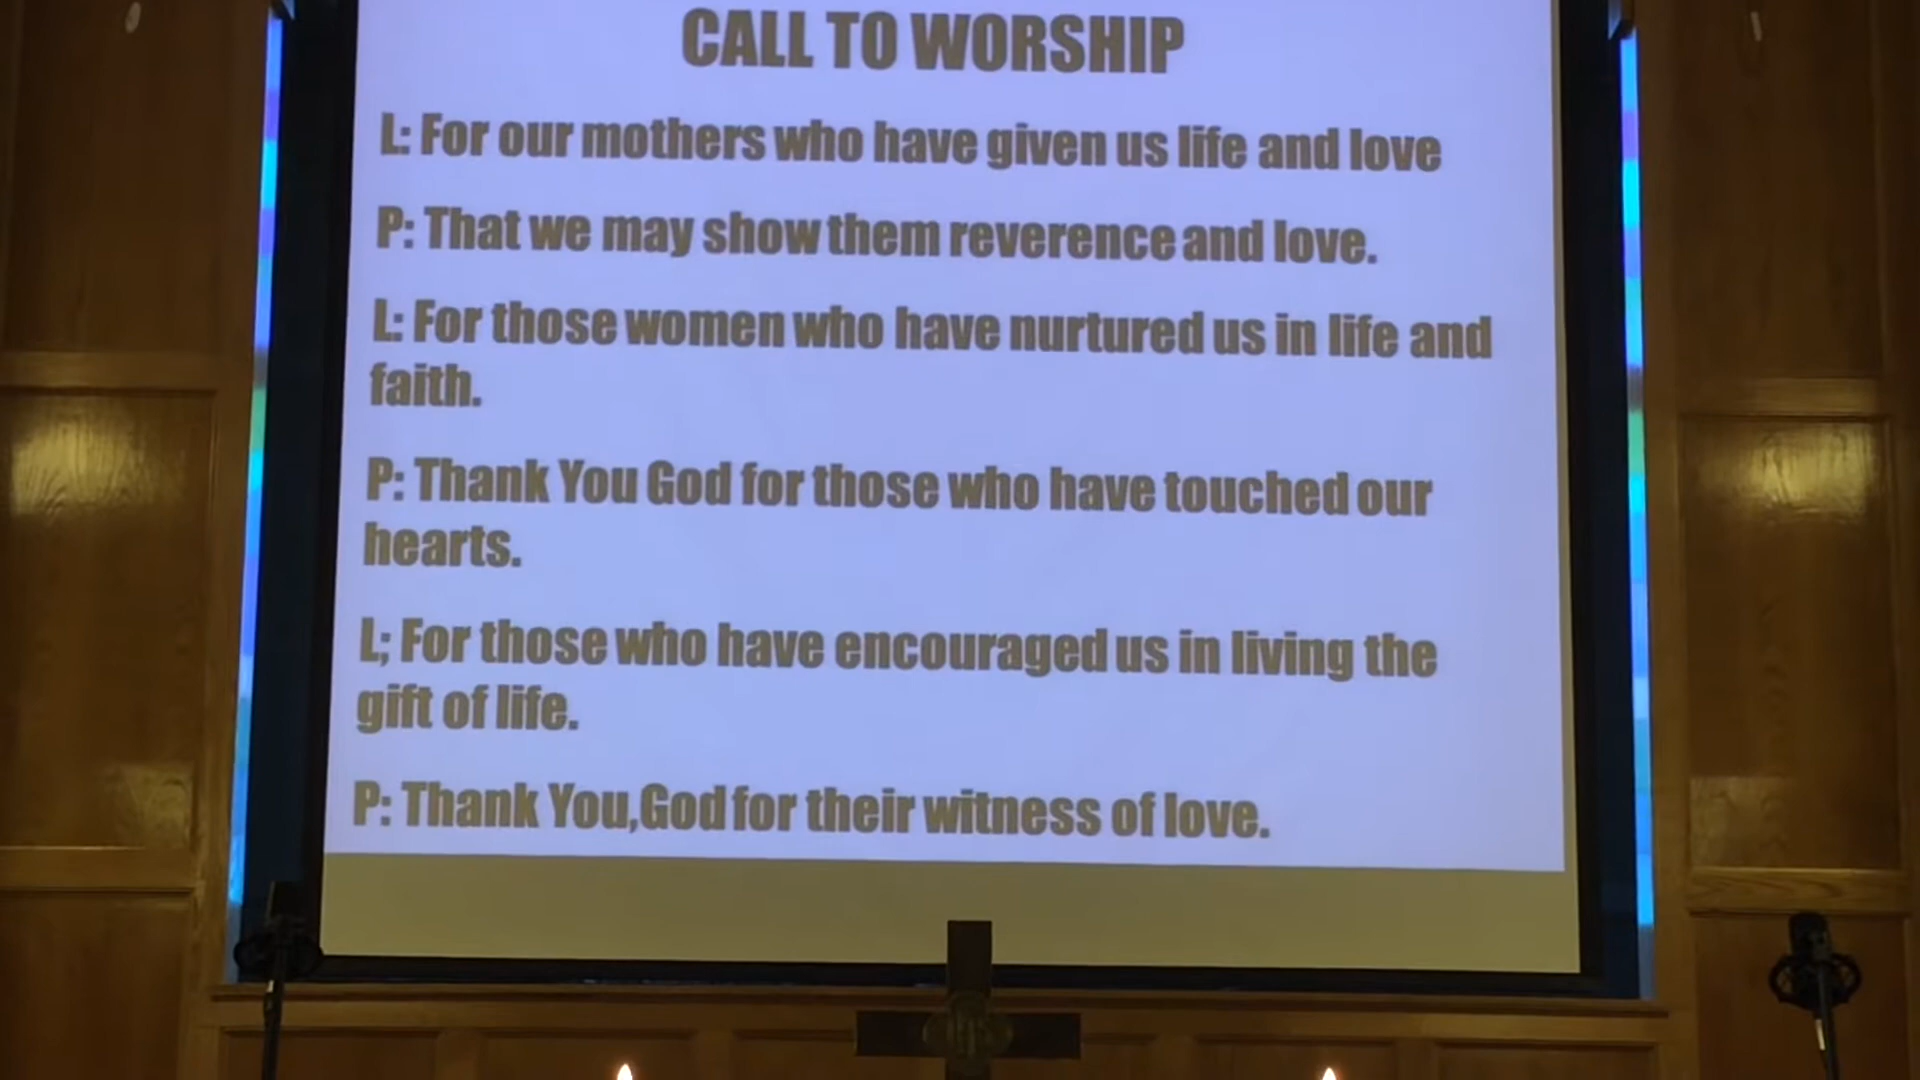 CALL TO WORSHIP
L: For our mothers who have given us life and love
P: That we may show them reverence and love.
L: For those women who have nurtured us in life and
faith.
P: Thank You God for those who have touched our
hearts.
L; For those who have encouraged us in living the
gift of life.
P: Thank You,God for their witness of love.